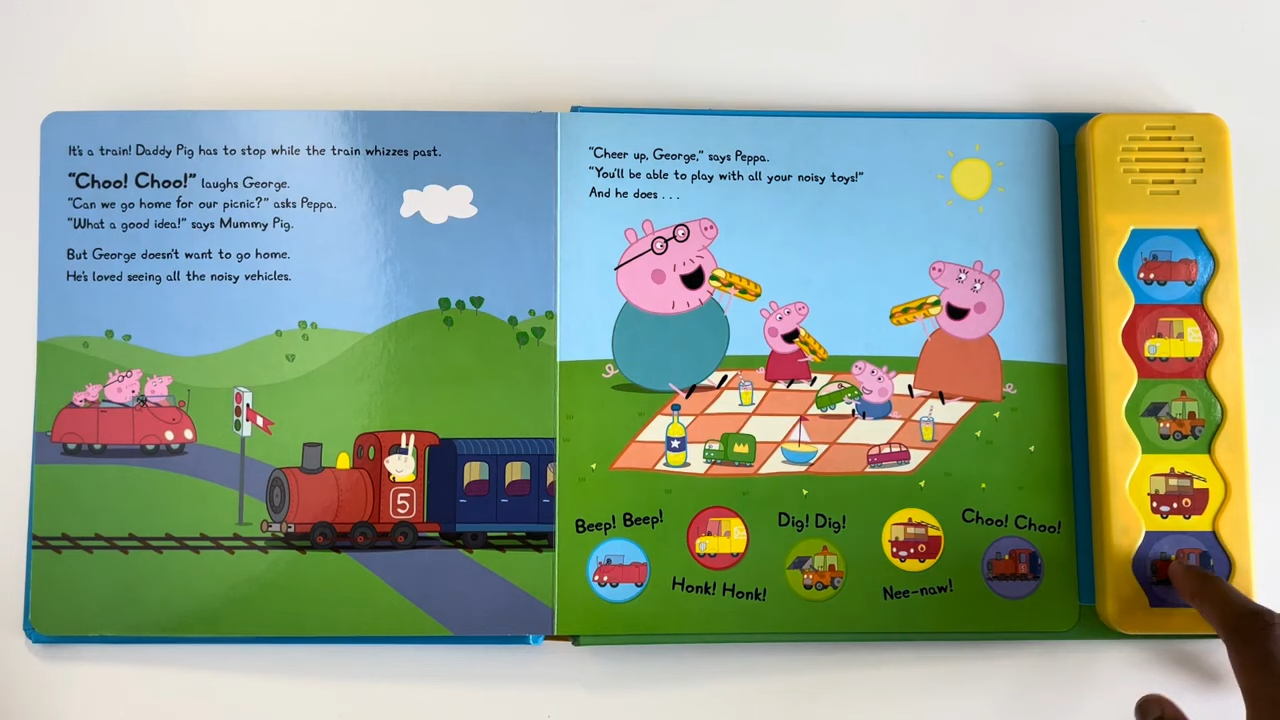 It's a train! Daddy Pig has to stop while the train whizzes past.
"Choo! Choo!" laughs George.
"Can we go home for our picnic?" asks Peppa.
"What a good idea!" says Mummy Pig.
But George doesn't want to go home.
He's loved seeing all the noisy vehicles.
5
"Cheer up, George," says Peppa.
"You'll be able to play with all your noisy toys!"
And he does . . .
Beep! Beep!
Honk! Honk!
Dig! Dig!
Nee-naw!
Choo! Choo!